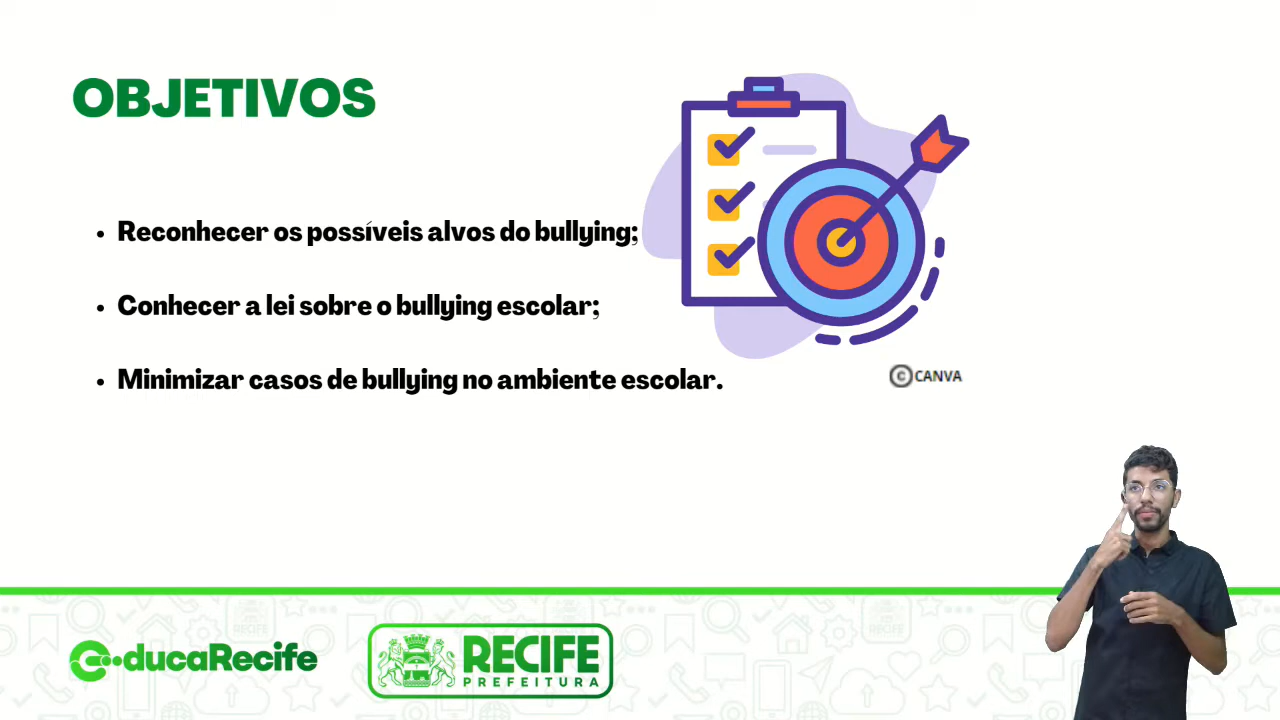 OBJETIVOS
• Reconhecer os possíveis alvos do bullying;
• Conhecer a lei sobre o bullying escolar;
• Minimizar casos de bullying no ambiente escolar.
©CANVA
ducaRecife
RECIFE
PREFEITURA